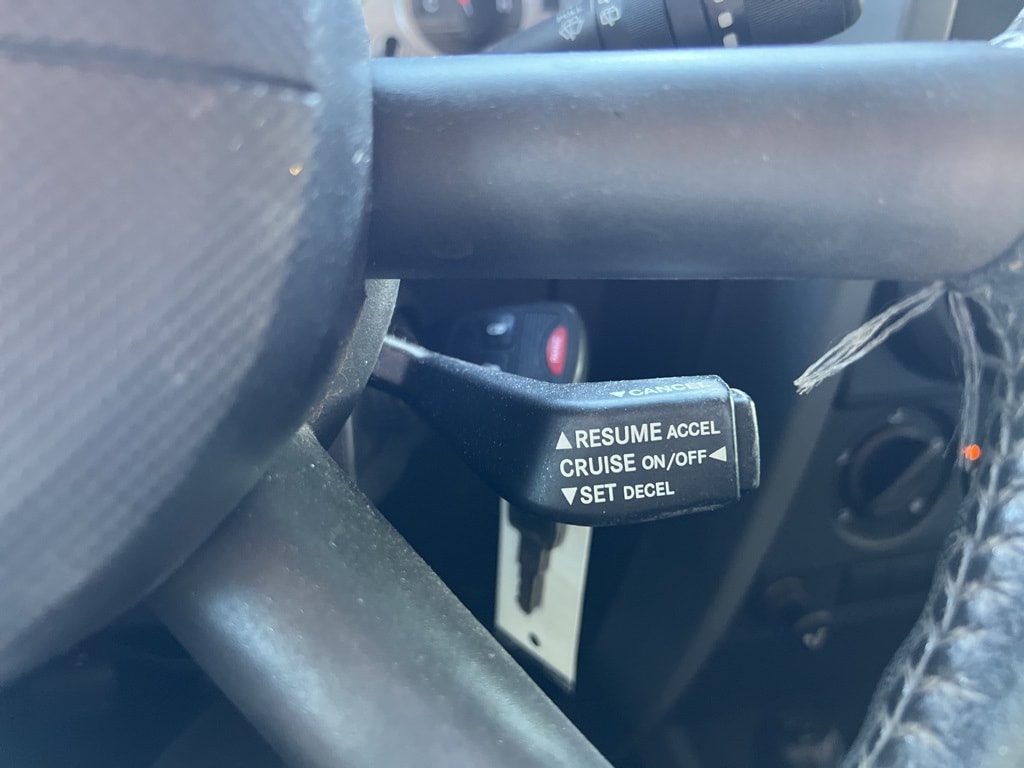 ▼CANCEL
▲RESUME ACCEL
CRUISE ON/OFF◀
▼SET DECEL